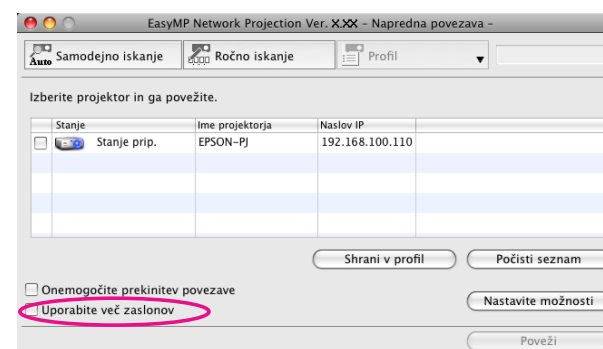 EasyMP Network Projection Ver. X.XX – Napredna povezava –
Auto Samodejno iskanje Ročno iskanje Profil
Izberite projektor in ga povežite.
Stanje Ime projektorja Naslov IP
Stanje prip. EPSON-PJ 192.168.100.110
Shrani v profil Počisti seznam
Onemogočite prekinitev povezave
Uporabite več zaslonov
Nastavite možnosti
Poveži